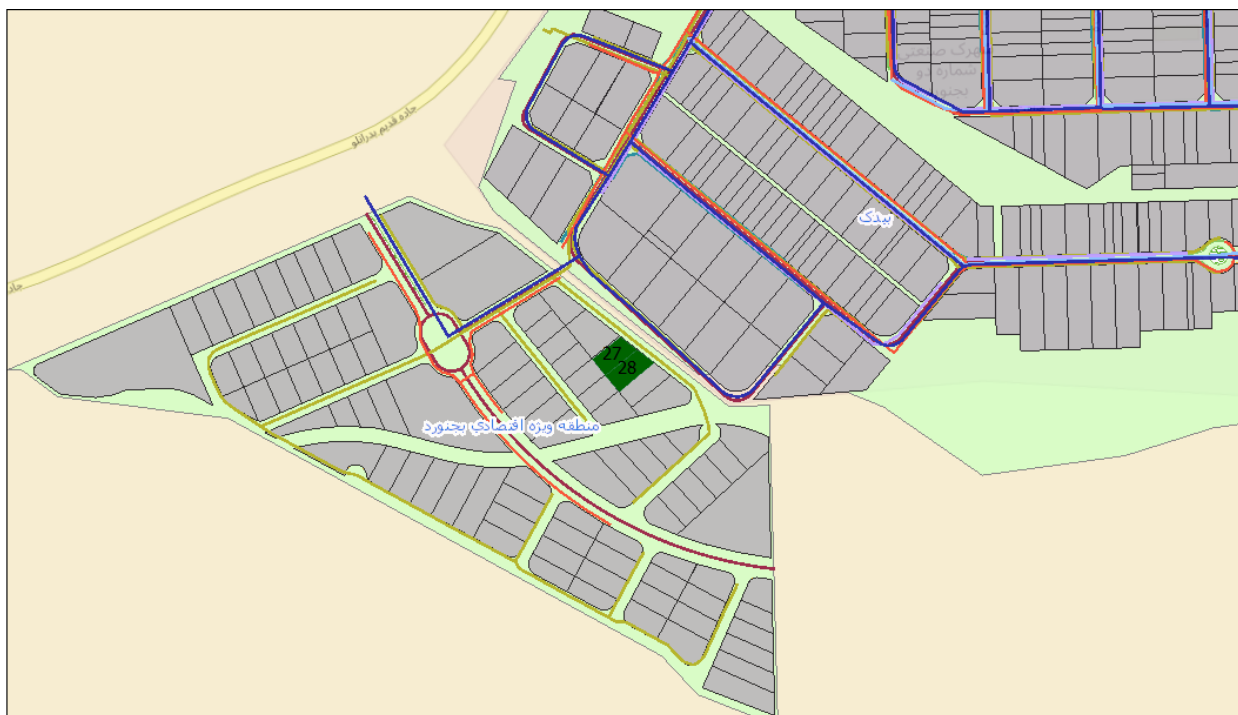 شهرک صنعتی
شماره دو
بجنورد
جاده قدیم بدرانلو
بیدک
27
28
منطقه ویژه اقتصادي بجنورد